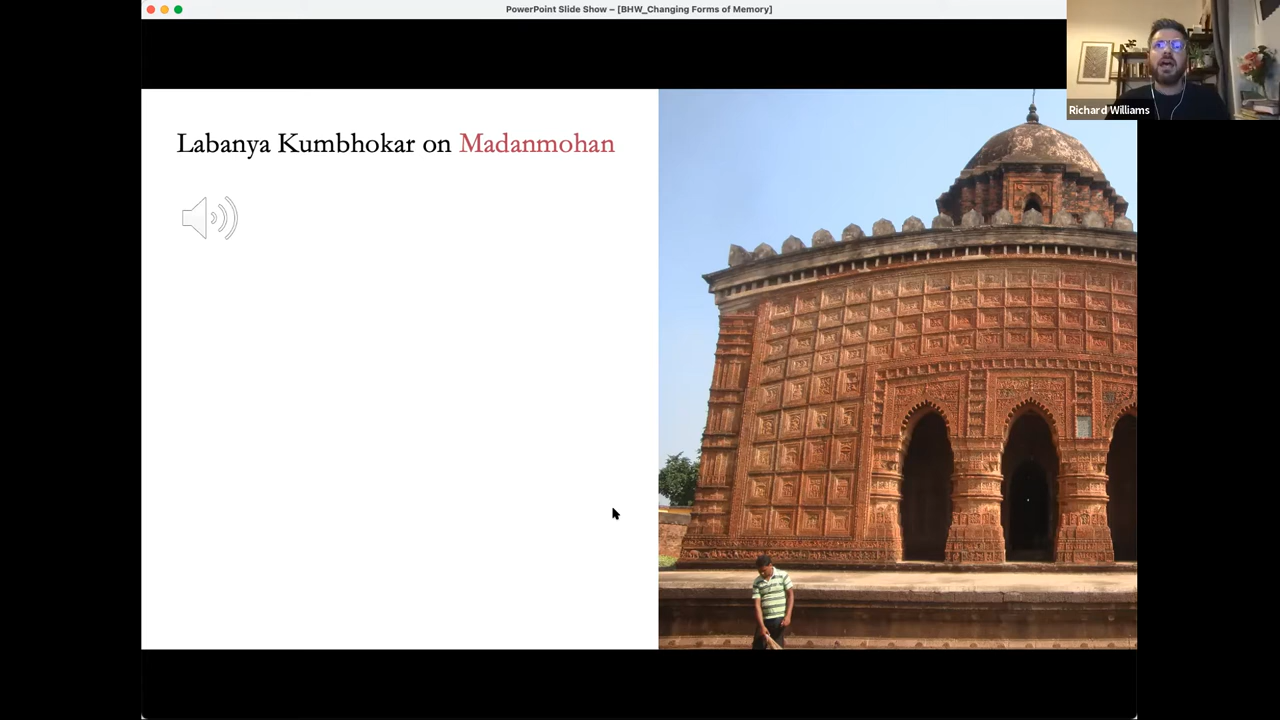 PowerPoint Slide Show – [BHW_Changing Forms of Memory]
Richard Williams
Labanya Kumbhokar on Madanmohan